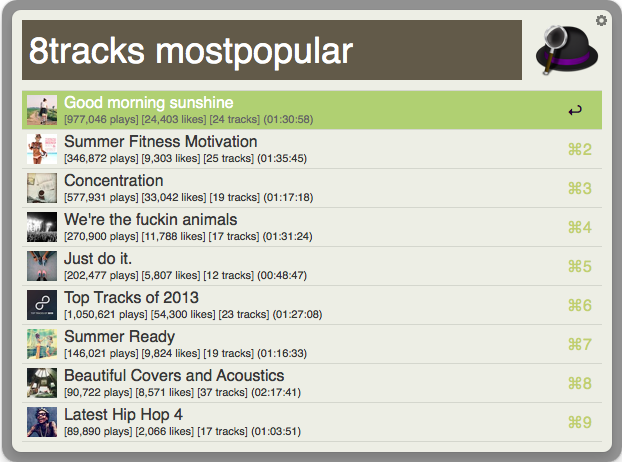 8tracks mostpopular
Good morning sunshine
[977,046 plays] [24,403 likes] [24 tracks] (01:30:58)
Summer Fitness Motivation
[346,872 plays] [9,303 likes] [25 tracks] (01:35:45)
⌘2
Concentration
[577,931 plays] [33,042 likes] [19 tracks] (01:17:18)
⌘3
We're the fuckin animals
[270,900 plays] [11,788 likes] [17 tracks] (01:31:24)
⌘4
Just do it.
[202,477 plays] [5,807 likes] [12 tracks] (00:48:47)
⌘5
Top Tracks of 2013
[1,050,621 plays] [54,300 likes] [23 tracks] (01:27:08)
⌘6
Summer Ready
[146,021 plays] [9,824 likes] [19 tracks] (01:16:33)
⌘7
Beautiful Covers and Acoustics
[90,722 plays] [8,571 likes] [37 tracks] (02:17:41)
⌘8
Latest Hip Hop 4
[89,890 plays] [2,066 likes] [17 tracks] (01:03:51)
⌘9